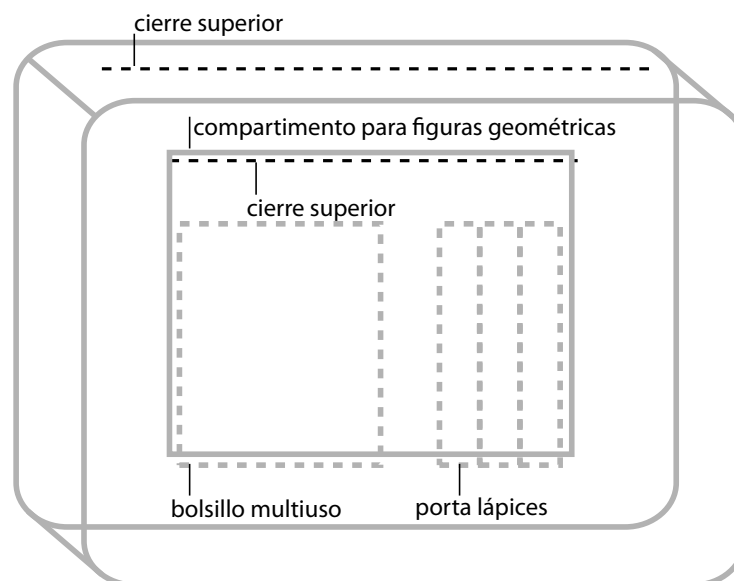 cierre superior
compartimento para figuras geométricas
cierre superior
bolsillo multiuso
porta lápices